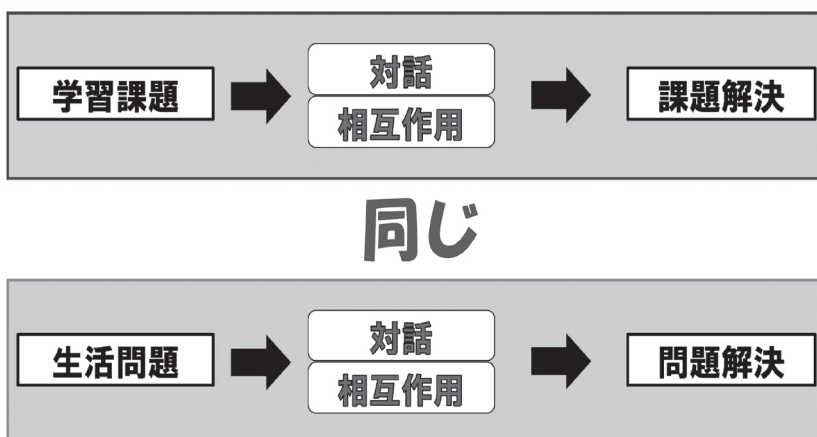 学習課題
対話
相互作用
課題解決
同じ
生活問題
対話
相互作用
問題解決